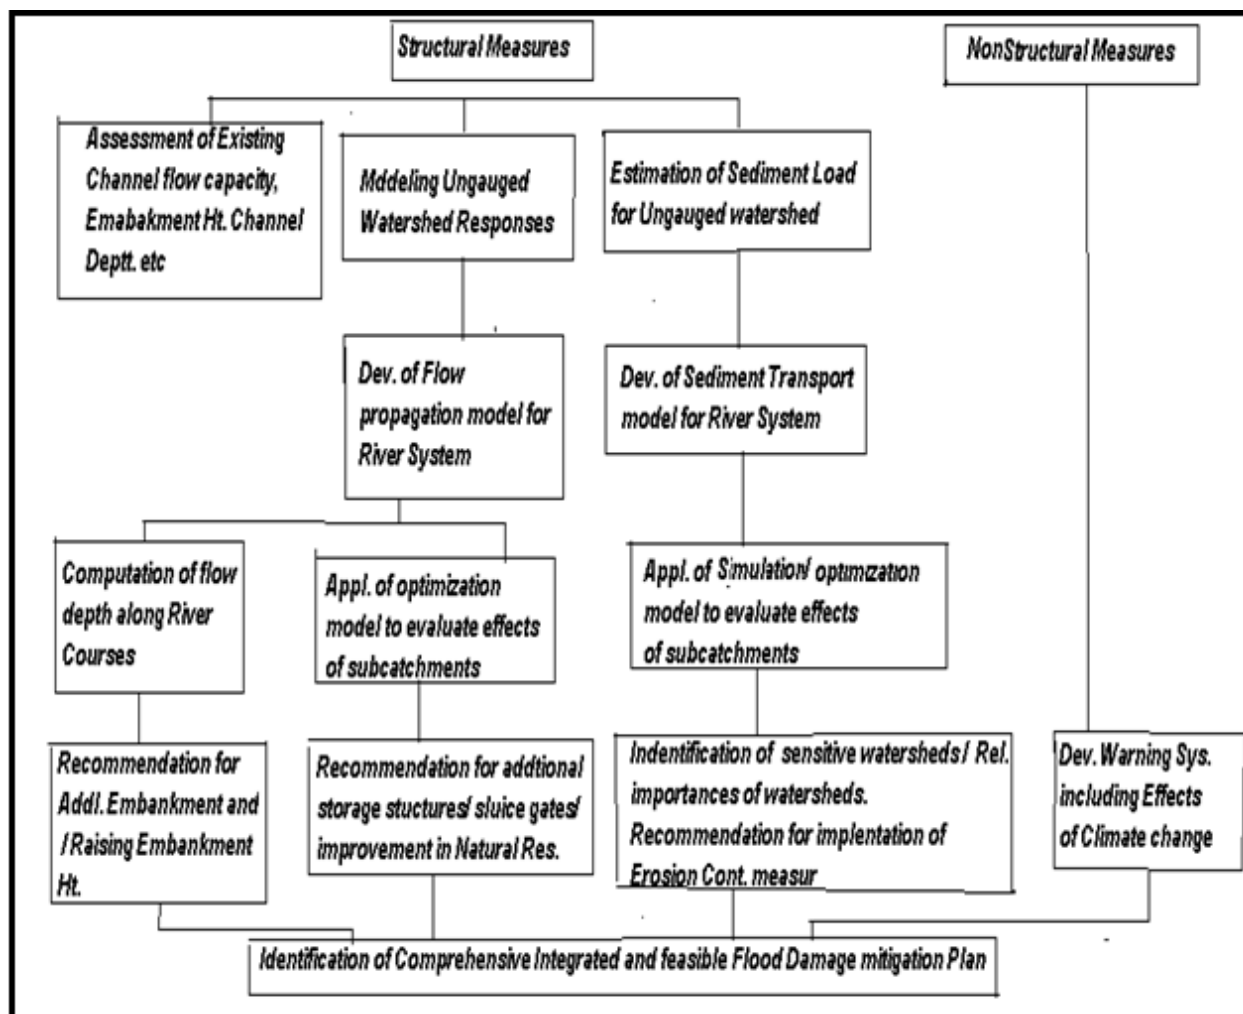 Structural Measures
NonStructural Measures
Assessment of Existing
Channel flow capacity,
Emabakment Ht. Channel
Deptt. etc
Mddeling Ungauged
Watershed Responses
Estimation of Sediment Load
for Ungauged watershed
Dev. of Flow
propagation model for
River System
Dev. of Sediment Transport
model for River System
Computation of flow
depth along River
Courses
Appl. of optimization
model to evaluate effects
of subcatchments
Appl. of Simulation/ optimization
model to evaluate effects
of subcatchments
Recommendation for
Addl. Embankment and
/ Raising Embankment
Ht.
Recommendation for addtional
storage stuctures/ sluice gates/
improvement in Natural Res.
Indentification of sensitive watersheds / Rel.
importances of watersheds.
Recommendation for implentation of
Erosion Cont. measur
Dev. Warning Sys.
including Effects
of Climate change
Identification of Comprehensive Integrated and feasible Flood Damage mitigation Plan